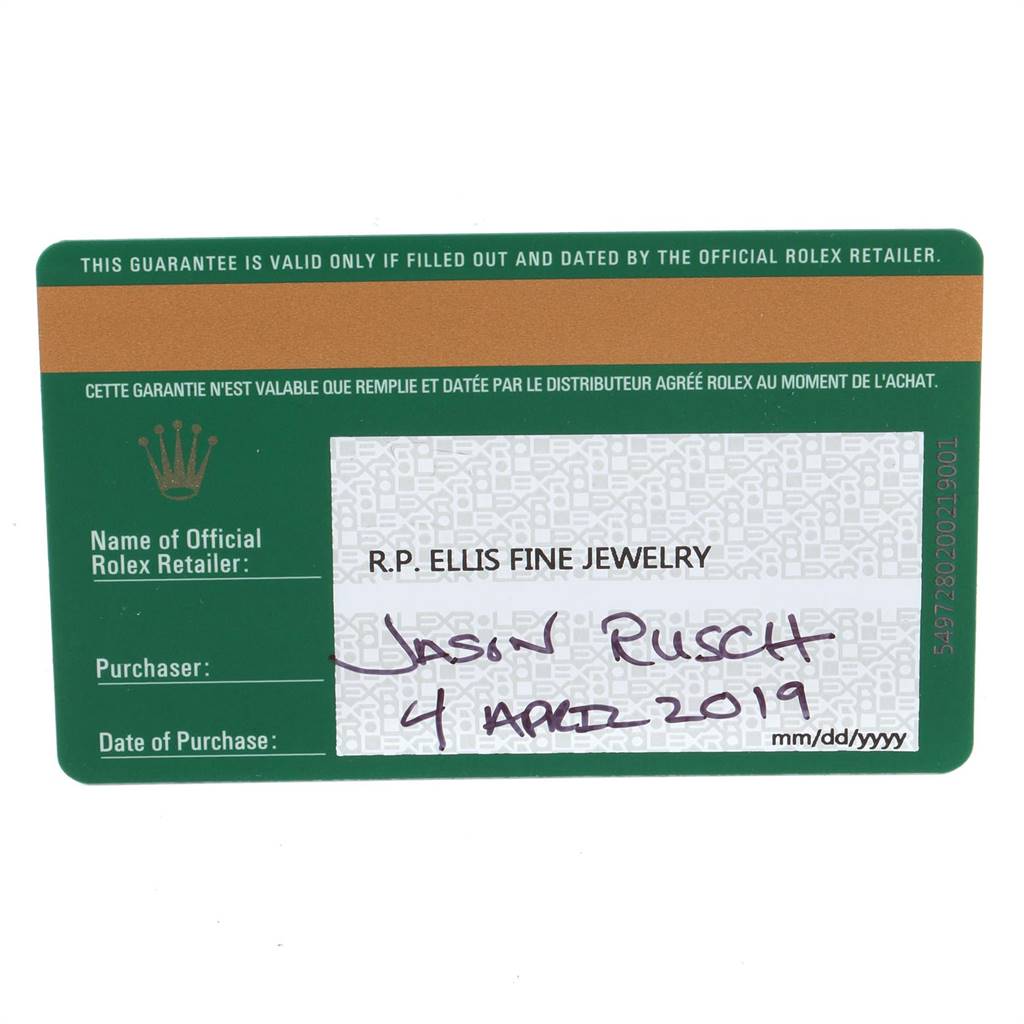 THIS GUARANTEE IS VALID ONLY IF FILLED OUT AND DATED BY THE OFFICIAL ROLEX RETAILER.
CETTE GARANTIE N'EST VALABLE QUE REMPLIE ET DATÉE PAR LE DISTRIBUTEUR AGRÉÉ ROLEX AU MOMENT DE L'ACHAT.
Name of Official
Rolex Retailer:
R.P. ELLIS FINE JEWELRY
Purchaser:
JASON RUSCH
Date of Purchase:
4 APRIL 2019
mm/dd/yyyy
5497280200219001